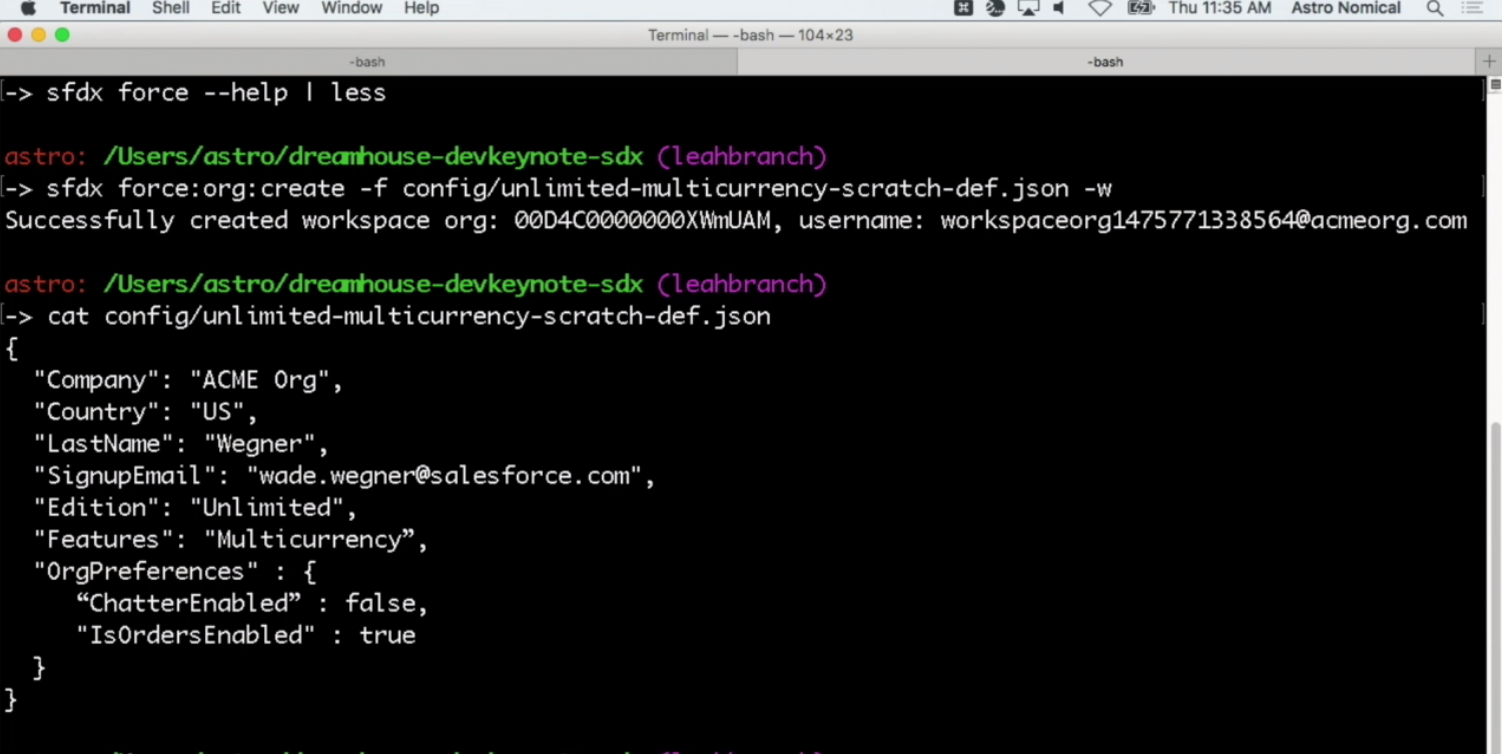 Terminal Shell Edit View Window Help Thu 11:35 AM Astro Nomical
Terminal — -bash — 104×23
-bash -bash
-> sfdx force --help | less
astro: /Users/astro/dreamhouse-devkeynote-sdx (leahbranch)
-> sfdx force:org:create -f config/unlimited-multicurrency-scratch-def.json -w
Successfully created workspace org: 00D4C0000000XWmUAM, username: workspaceorg1475771338564@acmeorg.com
astro: /Users/astro/dreamhouse-devkeynote-sdx (leahbranch)
-> cat config/unlimited-multicurrency-scratch-def.json
{
"Company": "ACME Org",
"Country": "US",
"LastName": "Wegner",
"SignupEmail": "wade.wegner@salesforce.com",
"Edition": "Unlimited",
"Features": "Multicurrency”,
"OrgPreferences" : {
“ChatterEnabled” : false,
"IsOrdersEnabled" : true
}
}